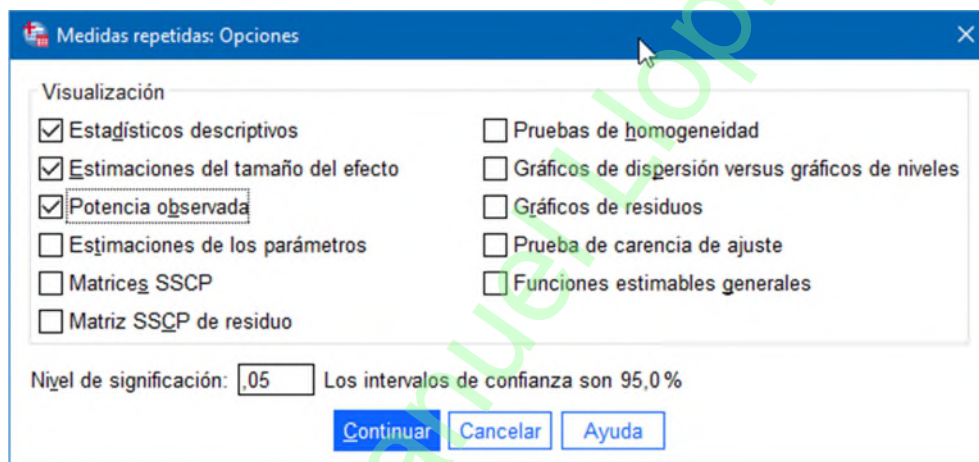 Medidas repetidas: Opciones
Visualización
Estadísticos descriptivos
Estimaciones del tamaño del efecto
Potencia observada
Estimaciones de los parámetros
Matrices SSCP
Matriz SSCP de residuo
Pruebas de homogeneidad
Gráficos de dispersión versus gráficos de niveles
Gráficos de residuos
Prueba de carencia de ajuste
Funciones estimables generales
Nivel de significación: ,05 Los intervalos de confianza son 95,0 %
Continuar Cancelar Ayuda